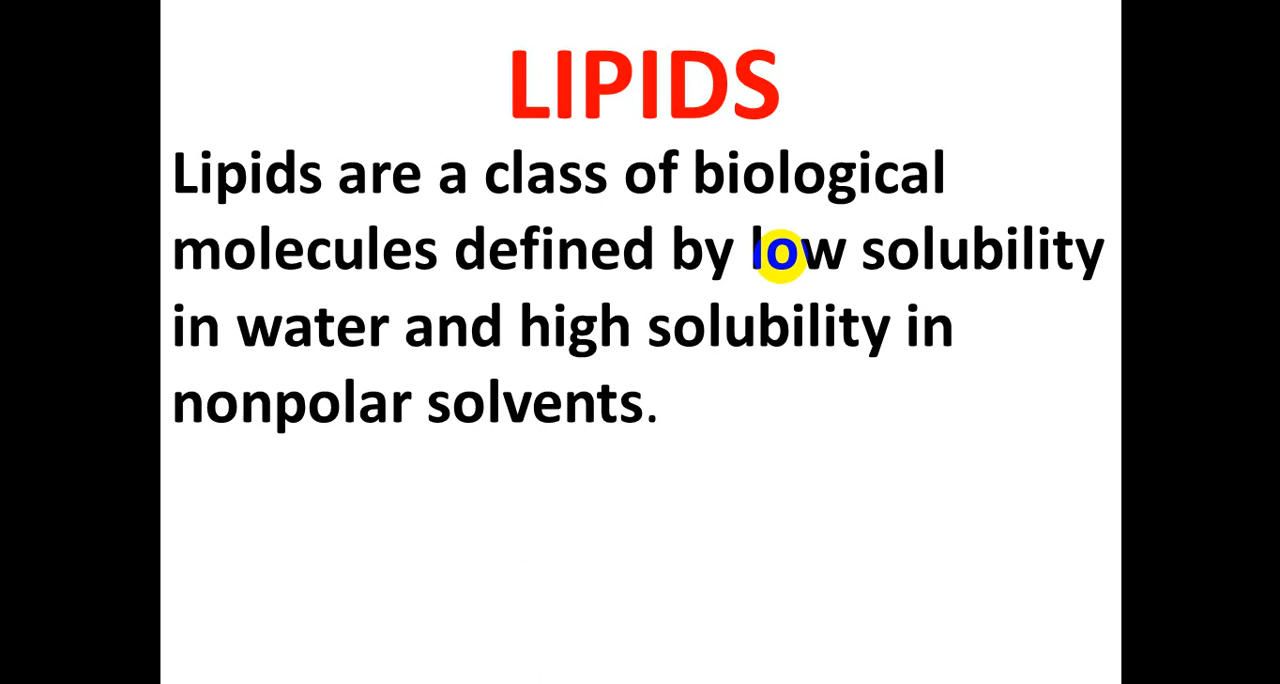 LIPIDS
Lipids are a class of biological
molecules defined by low solubility
in water and high solubility in
nonpolar solvents.